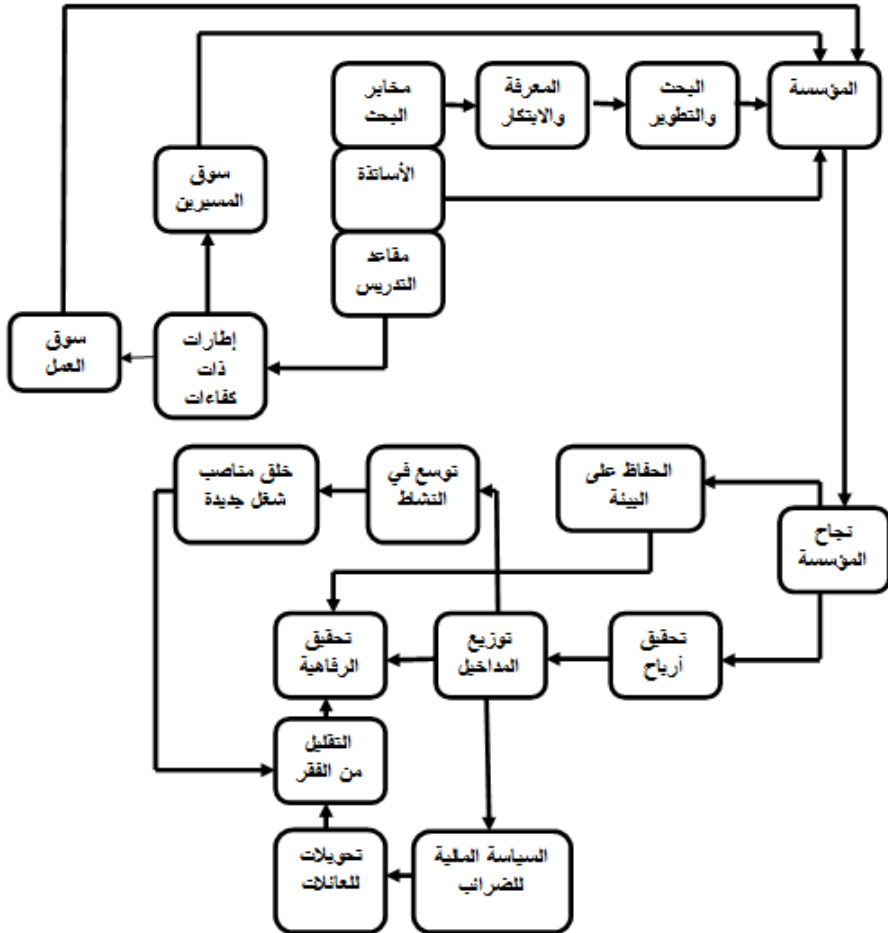 المؤسسة
البحث
والتطوير
المعرفة
والابتكار
مخابر
البحث
الأساتذة
مقاعد
التدريس
سوق
المسيرين
إطارات
ذات
كفاءات
سوق
العمل
نجاح
المؤسسة
الحفاظ على
البيئة
توسع في
النشاط
خلق مناصب
شغل جديدة
تحقيق
أرباح
توزيع
المداخيل
تحقيق
الرفاهية
التقليل
من الفقر
السياسة المالية
للضرائب
تحويلات
للعائلات